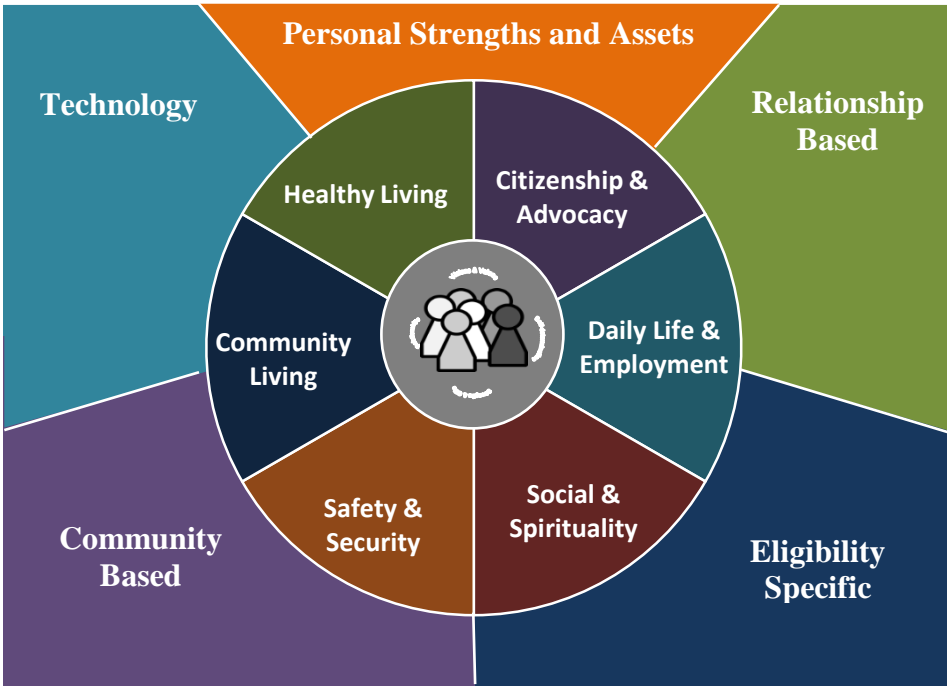 Personal Strengths and Assets
Technology
Relationship
Based
Healthy Living
Citizenship &
Advocacy
Community
Living
Daily Life &
Employment
Safety &
Security
Social &
Spirituality
Community
Based
Eligibility
Specific